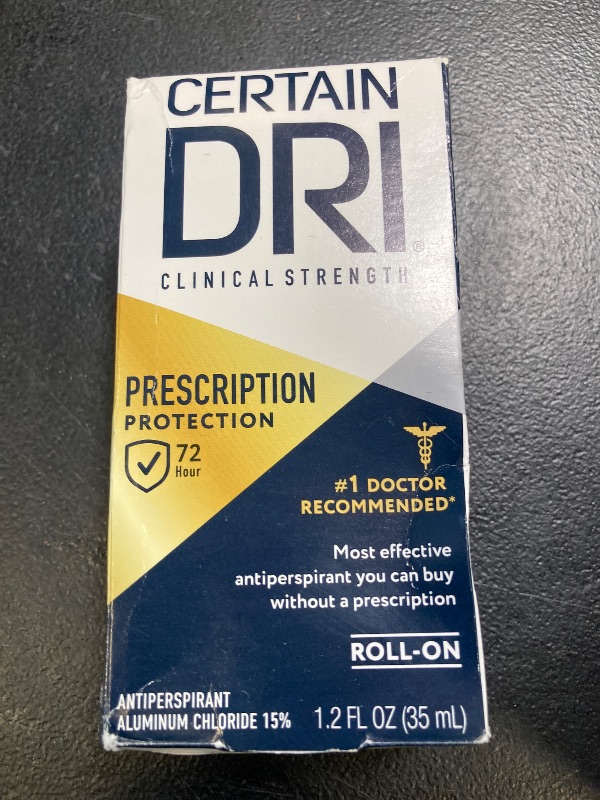 CERTAIN
DRI®
CLINICAL STRENGTH
PRESCRIPTION
PROTECTION
72
Hour
#1 DOCTOR
RECOMMENDED*
Most effective
antiperspirant you can buy
without a prescription
ROLL-ON
ANTIPERSPIRANT
ALUMINUM CHLORIDE 15%
1.2 FL OZ (35 mL)